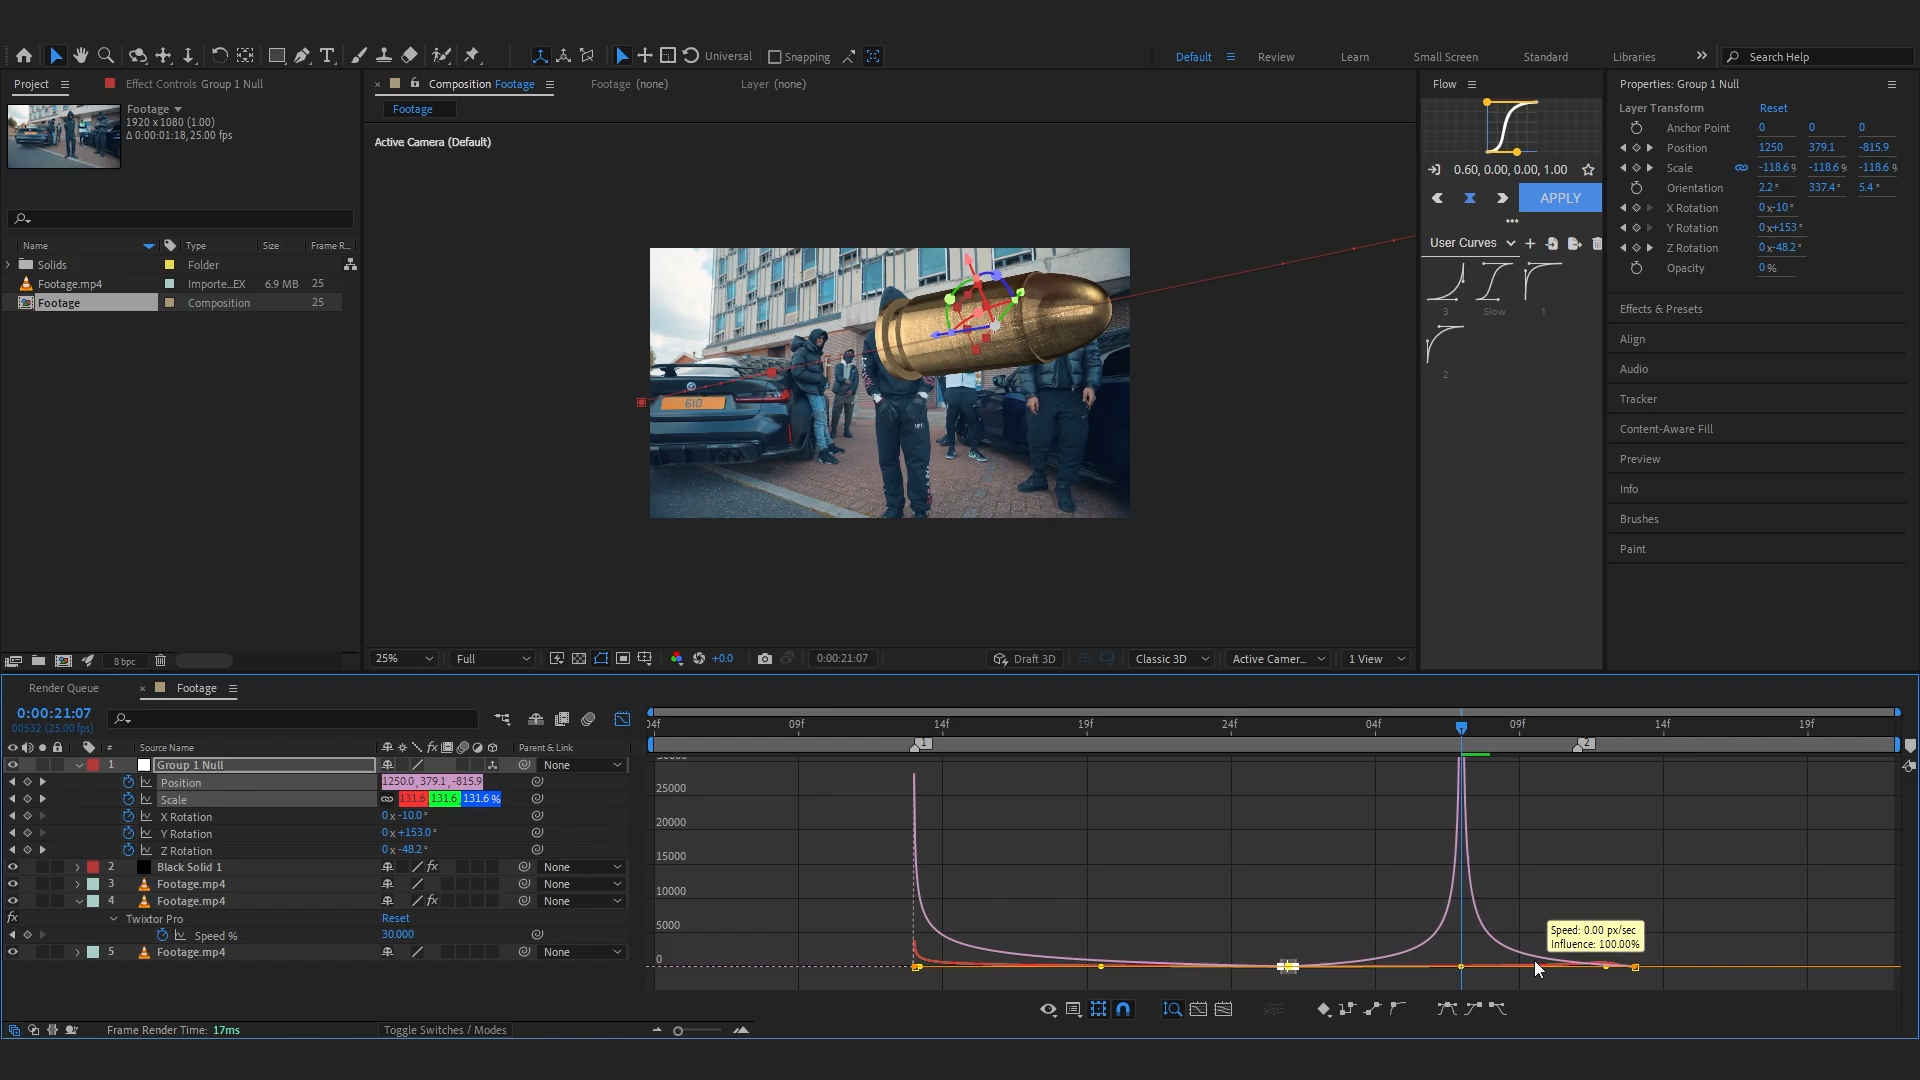 Universal
Snapping
Default
Review
Learn
Small Screen
Standard
Libraries
Search Help
Project
Effect Controls Group 1 Null
Composition Footage
Footage (none)
Layer (none)
Flow
Properties: Group 1 Null
Footage
1920 x 1080 (1.00)
Δ 0:00:01:18, 25.00 fps
Footage
Active Camera (Default)
Layer Transform Reset
Anchor Point 0 0 0
Position 1250 379.1 -815.9
Scale -118.6% -118.6% -118.6%
Orientation 2.2° 337.4° 5.4°
X Rotation 0x-10°
Y Rotation 0x+153°
Z Rotation 0x-48.2°
Opacity 0%
0.60, 0.00, 0.00, 1.00
APPLY
User Curves
3
Slow
1
2
Effects & Presets
Align
Audio
Tracker
Content-Aware Fill
Preview
Info
Brushes
Paint
Name Type Size Frame R...
Solids Folder
Footage.mp4 Importe...EX 6.9 MB 25
Footage Composition 25
610
8 bpc
25%
Full
+0.0
0:00:21:07
Draft 3D
Classic 3D
Active Camer...
1 View
Render Queue
Footage
0:00:21:07
00532 (25.00 fps)
# Source Name fx Parent & Link
1 Group 1 Null None
Position 1250.0,379.1,-815.9
Scale 131.6, 131.6, 131.6 %
X Rotation 0x-10.0°
Y Rotation 0x+153.0°
Z Rotation 0x-48.2°
2 Black Solid 1 fx None
3 Footage.mp4 None
4 Footage.mp4 fx None
fx Twixtor Pro Reset
Speed % 30.000
5 Footage.mp4 None
Frame Render Time: 17ms
Toggle Switches / Modes
04f 09f 14f 19f 24f 04f 09f 14f 19f
1
2
25000
20000
15000
10000
5000
0
Speed: 0.00 px/sec
Influence: 100.00%